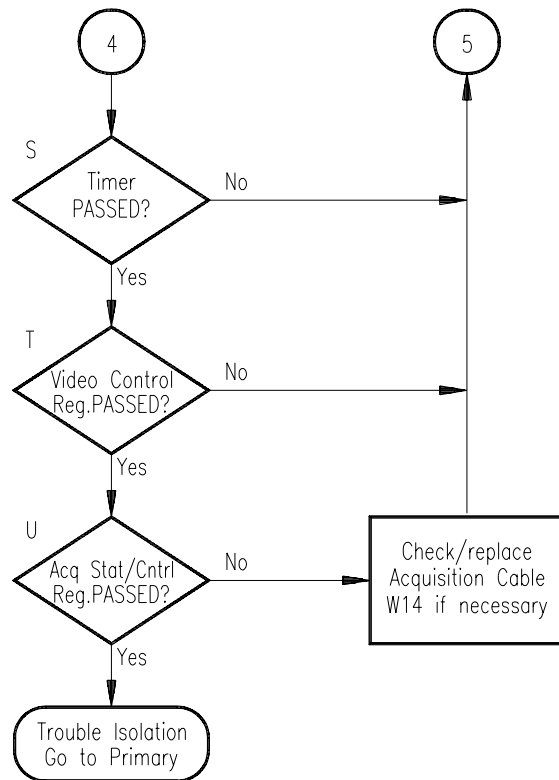 4
5
S
Timer
PASSED?
No
Yes
T
Video Control
Reg.PASSED?
No
Yes
U
Acq Stat/Cntrl
Reg.PASSED?
No
Check/replace
Acquisition Cable
W14 if necessary
Yes
Trouble Isolation
Go to Primary